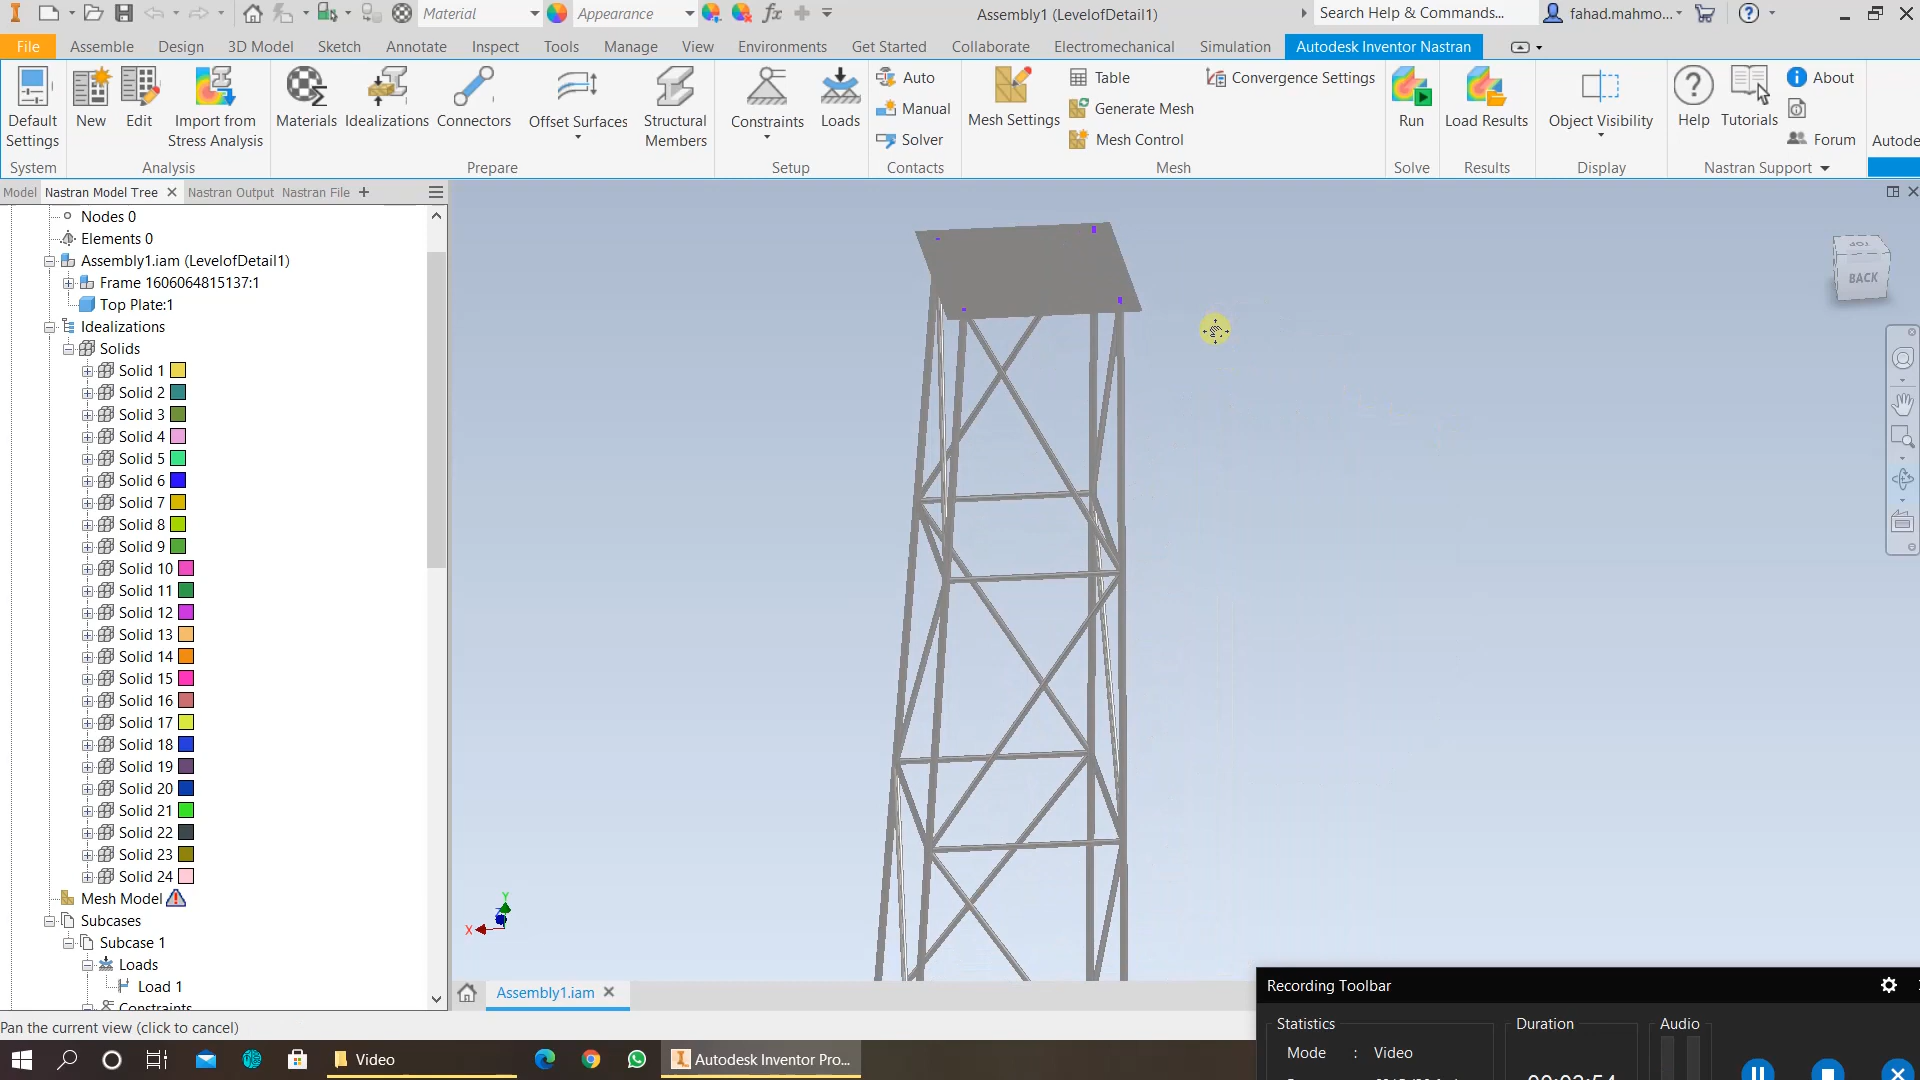 Material
Appearance
Assembly1 (LevelofDetail1)
Search Help & Commands...
fahad.mahmo...
File
Assemble
Design
3D Model
Sketch
Annotate
Inspect
Tools
Manage
View
Environments
Get Started
Collaborate
Electromechanical
Simulation
Autodesk Inventor Nastran
Default Settings
New
Edit
Import from Stress Analysis
Materials
Idealizations
Connectors
Offset Surfaces
Structural Members
Constraints
Loads
Auto
Manual
Solver
Mesh Settings
Table
Generate Mesh
Mesh Control
Convergence Settings
Run
Load Results
Object Visibility
Help
Tutorials
About
Forum
Autode
System
Analysis
Prepare
Setup
Contacts
Mesh
Solve
Results
Display
Nastran Support
Model
Nastran Model Tree
Nastran Output
Nastran File
Nodes 0
Elements 0
Assembly1.iam (LevelofDetail1)
Frame 1606064815137:1
Top Plate:1
Idealizations
Solids
Solid 1
Solid 2
Solid 3
Solid 4
Solid 5
Solid 6
Solid 7
Solid 8
Solid 9
Solid 10
Solid 11
Solid 12
Solid 13
Solid 14
Solid 15
Solid 16
Solid 17
Solid 18
Solid 19
Solid 20
Solid 21
Solid 22
Solid 23
Solid 24
Mesh Model
Subcases
Subcase 1
Loads
Load 1
Constraints
TOP
BACK
Y
X
Assembly1.iam
Pan the current view (click to cancel)
Recording Toolbar
Statistics
Duration
Audio
Mode : Video
Video
Autodesk Inventor Pro...